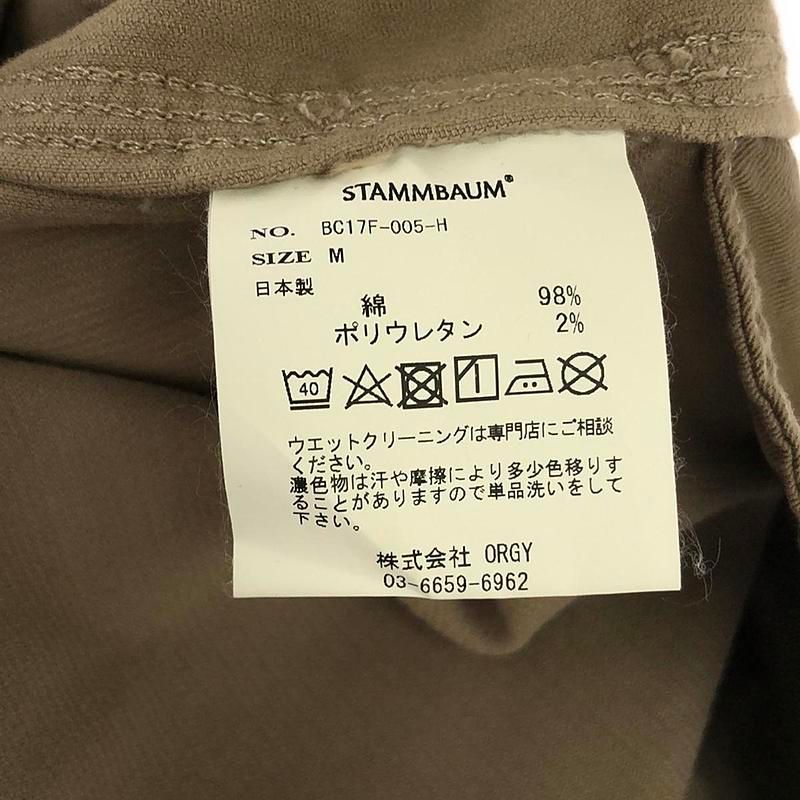 STAMMBAUM®
NO. BC17F-005-H
SIZE M
日本製
綿 98%
ポリウレタン 2%
40
ウエットクリーニングは専門店にご相談
ください。
濃色物は汗や摩擦により多少色移りす
ることがありますので単品洗いをして
下さい。
株式会社 ORGY
03-6659-6962